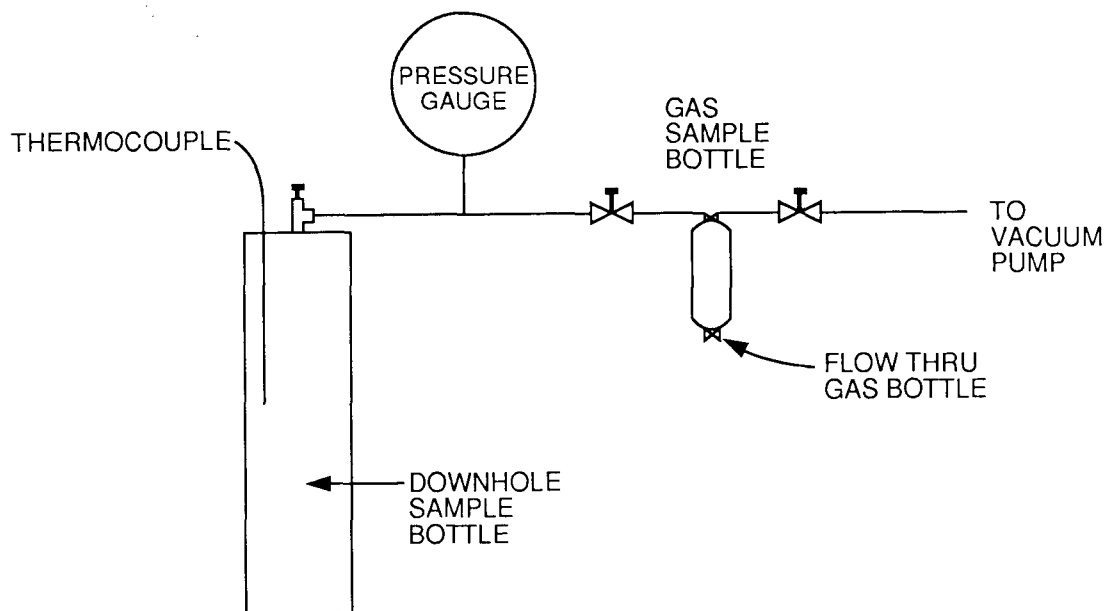 PRESSURE
GAUGE
GAS
SAMPLE
BOTTLE
THERMOCOUPLE
TO
VACUUM
PUMP
FLOW THRU
GAS BOTTLE
DOWNHOLE
SAMPLE
BOTTLE